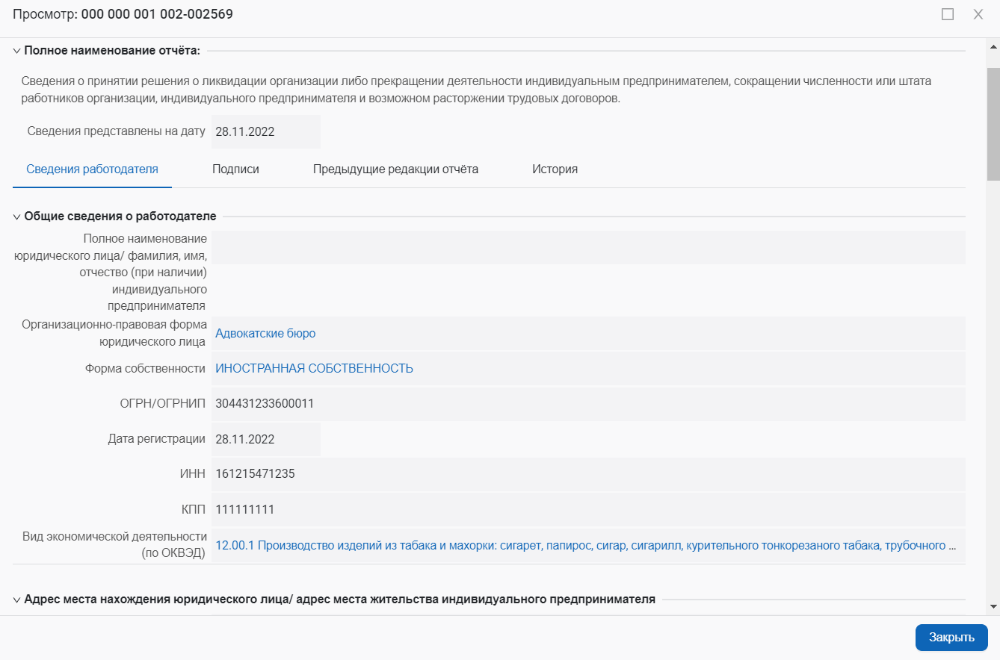 Просмотр: 000 000 001 002-002569
Полное наименование отчёта:
Сведения о принятии решения о ликвидации организации либо прекращении деятельности индивидуальным предпринимателем, сокращении численности или штата
работников организации, индивидуального предпринимателя и возможном расторжении трудовых договоров.
Сведения представлены на дату 28.11.2022
Сведения работодателя Подписи Предыдущие редакции отчёта История
Общие сведения о работодателе
Полное наименование
юридического лица/ фамилия, имя,
отчество (при наличии)
индивидуального
предпринимателя
Организационно-правовая форма
юридического лица
Адвокатские бюро
Форма собственности ИНОСТРАННАЯ СОБСТВЕННОСТЬ
ОГРН/ОГРНИП 304431233600011
Дата регистрации 28.11.2022
ИНН 161215471235
КПП 111111111
Вид экономической деятельности
(по ОКВЭД)
12.00.1 Производство изделий из табака и махорки: сигарет, папирос, сигар, сигарилл, курительного тонкорезаного табака, трубочного ...
Адрес места нахождения юридического лица/ адрес места жительства индивидуального предпринимателя
Закрыть